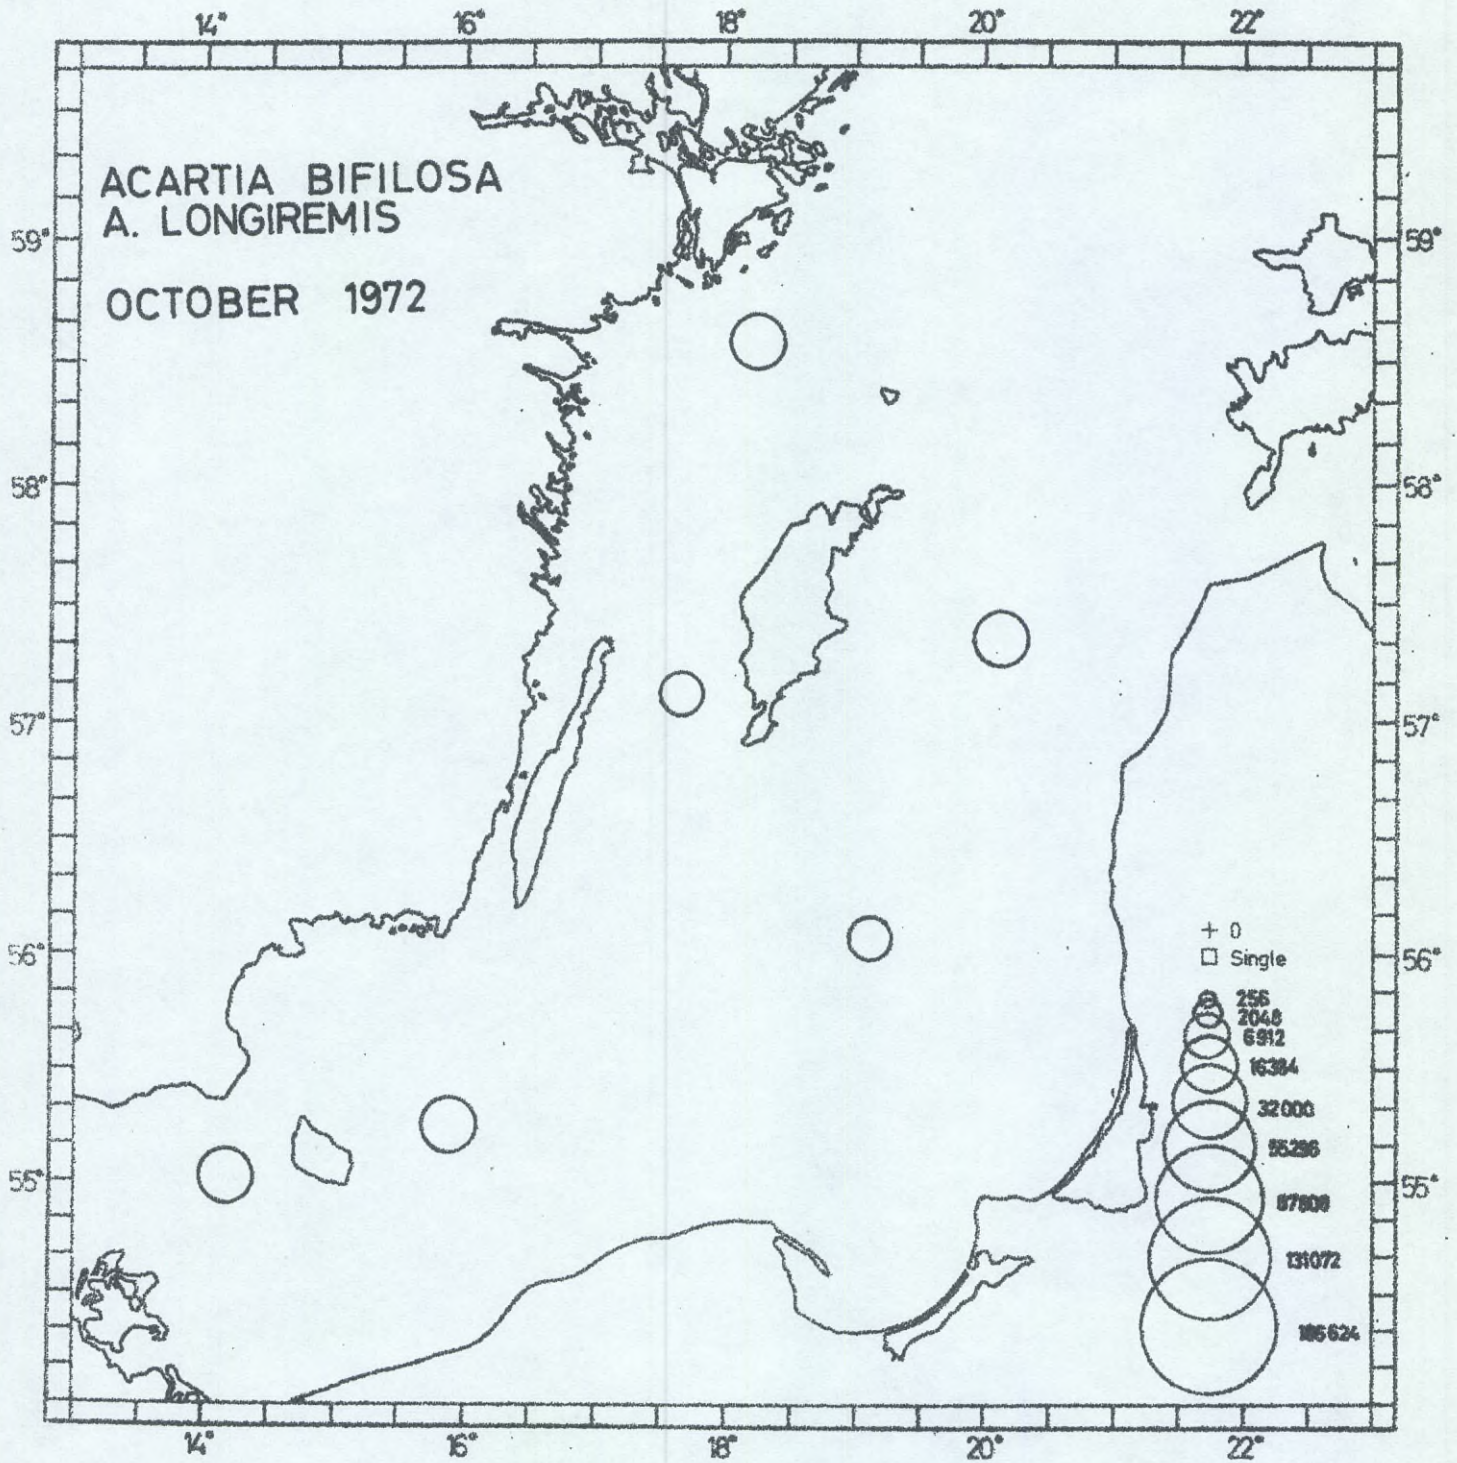 14° 16° 18° 20° 22°
ACARTIA BIFILOSA
A. LONGIREMIS
59° 59°
OCTOBER 1972
58° 58°
57° 57°
+ 0
56° 56°
□ Single
256
2048
6912
16384
32000
55296
55° 55°
87808
131072
186624
14° 16° 18° 20° 22°